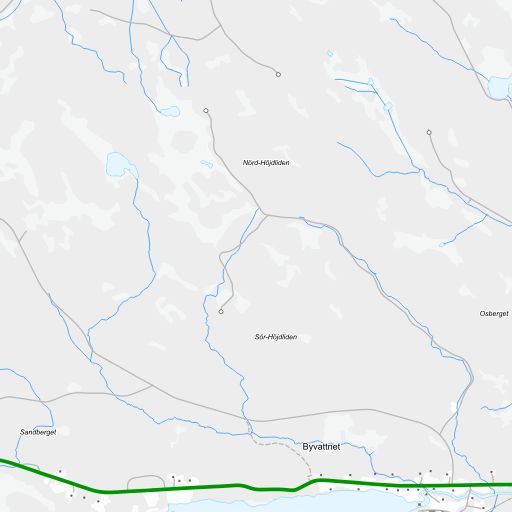 Nörd-Höjdliden
Osberget
Sör-Höjdliden
Sandberget
Byvattnet